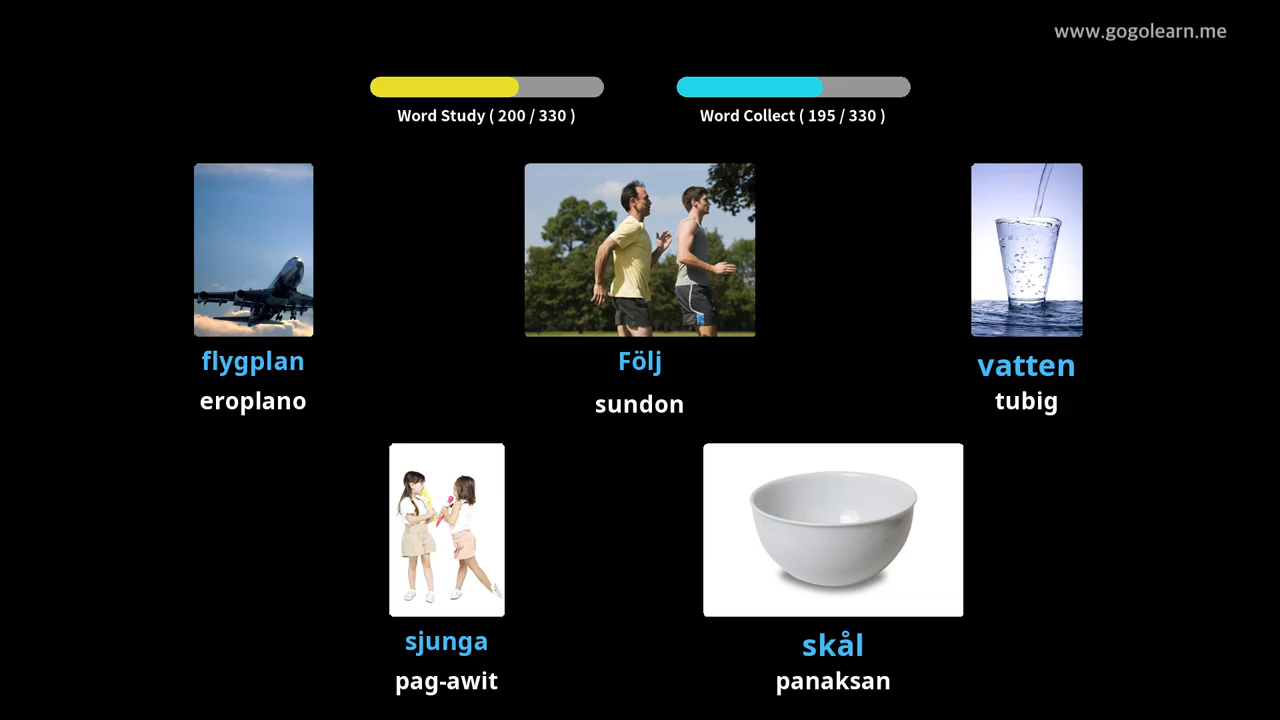 www.gogolearn.me
Word Study ( 200 / 330 )
Word Collect ( 195 / 330 )
flygplan
eroplano
Följ
sundon
vatten
tubig
sjunga
pag-awit
skål
panaksan